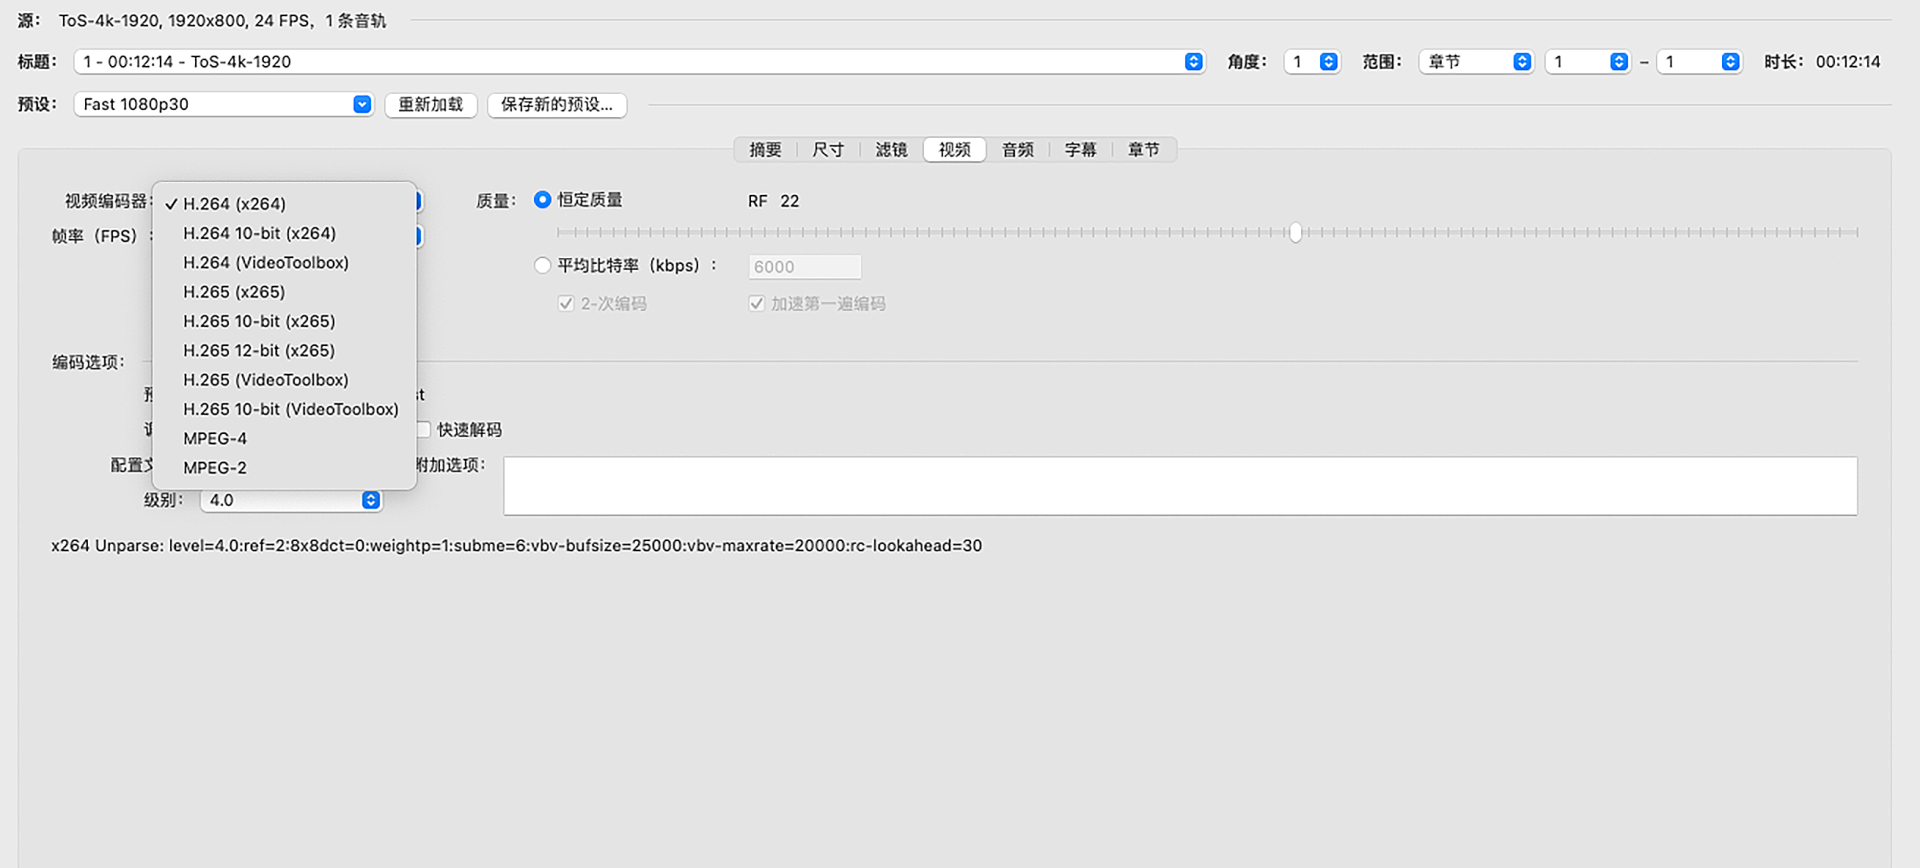 源： ToS-4k-1920, 1920x800, 24 FPS，1 条音轨
标题： 1 - 00:12:14 - ToS-4k-1920 角度： 1 范围： 章节 1 – 1 时长： 00:12:14
预设： Fast 1080p30 重新加载 保存新的预设...
摘要 尺寸 滤镜 视频 音频 字幕 章节
视频编码器： ✓ H.264 (x264) 质量： 恒定质量 RF 22
帧率（FPS）： H.264 10-bit (x264)
H.264 (VideoToolbox) 平均比特率（kbps）： 6000
H.265 (x265) 2-次编码 加速第一遍编码
H.265 10-bit (x265)
H.265 12-bit (x265)
编码选项：
H.265 (VideoToolbox)
H.265 10-bit (VideoToolbox) st
MPEG-4 快速解码
MPEG-2
配置文 附加选项：
级别： 4.0
x264 Unparse: level=4.0:ref=2:8x8dct=0:weightp=1:subme=6:vbv-bufsize=25000:vbv-maxrate=20000:rc-lookahead=30